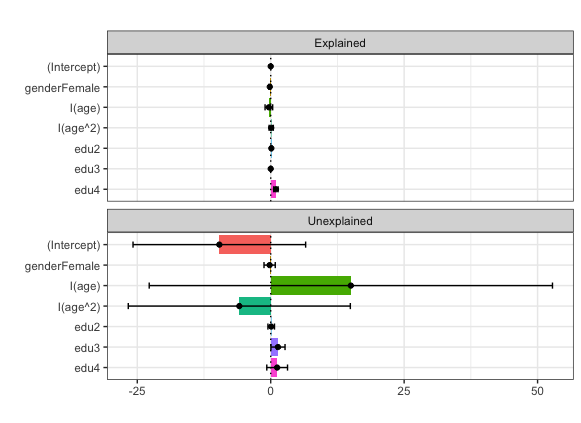 Explained
(Intercept)
genderFemale
I(age)
I(age^2)
edu2
edu3
edu4
Unexplained
(Intercept)
genderFemale
I(age)
I(age^2)
edu2
edu3
edu4
-25 0 25 50